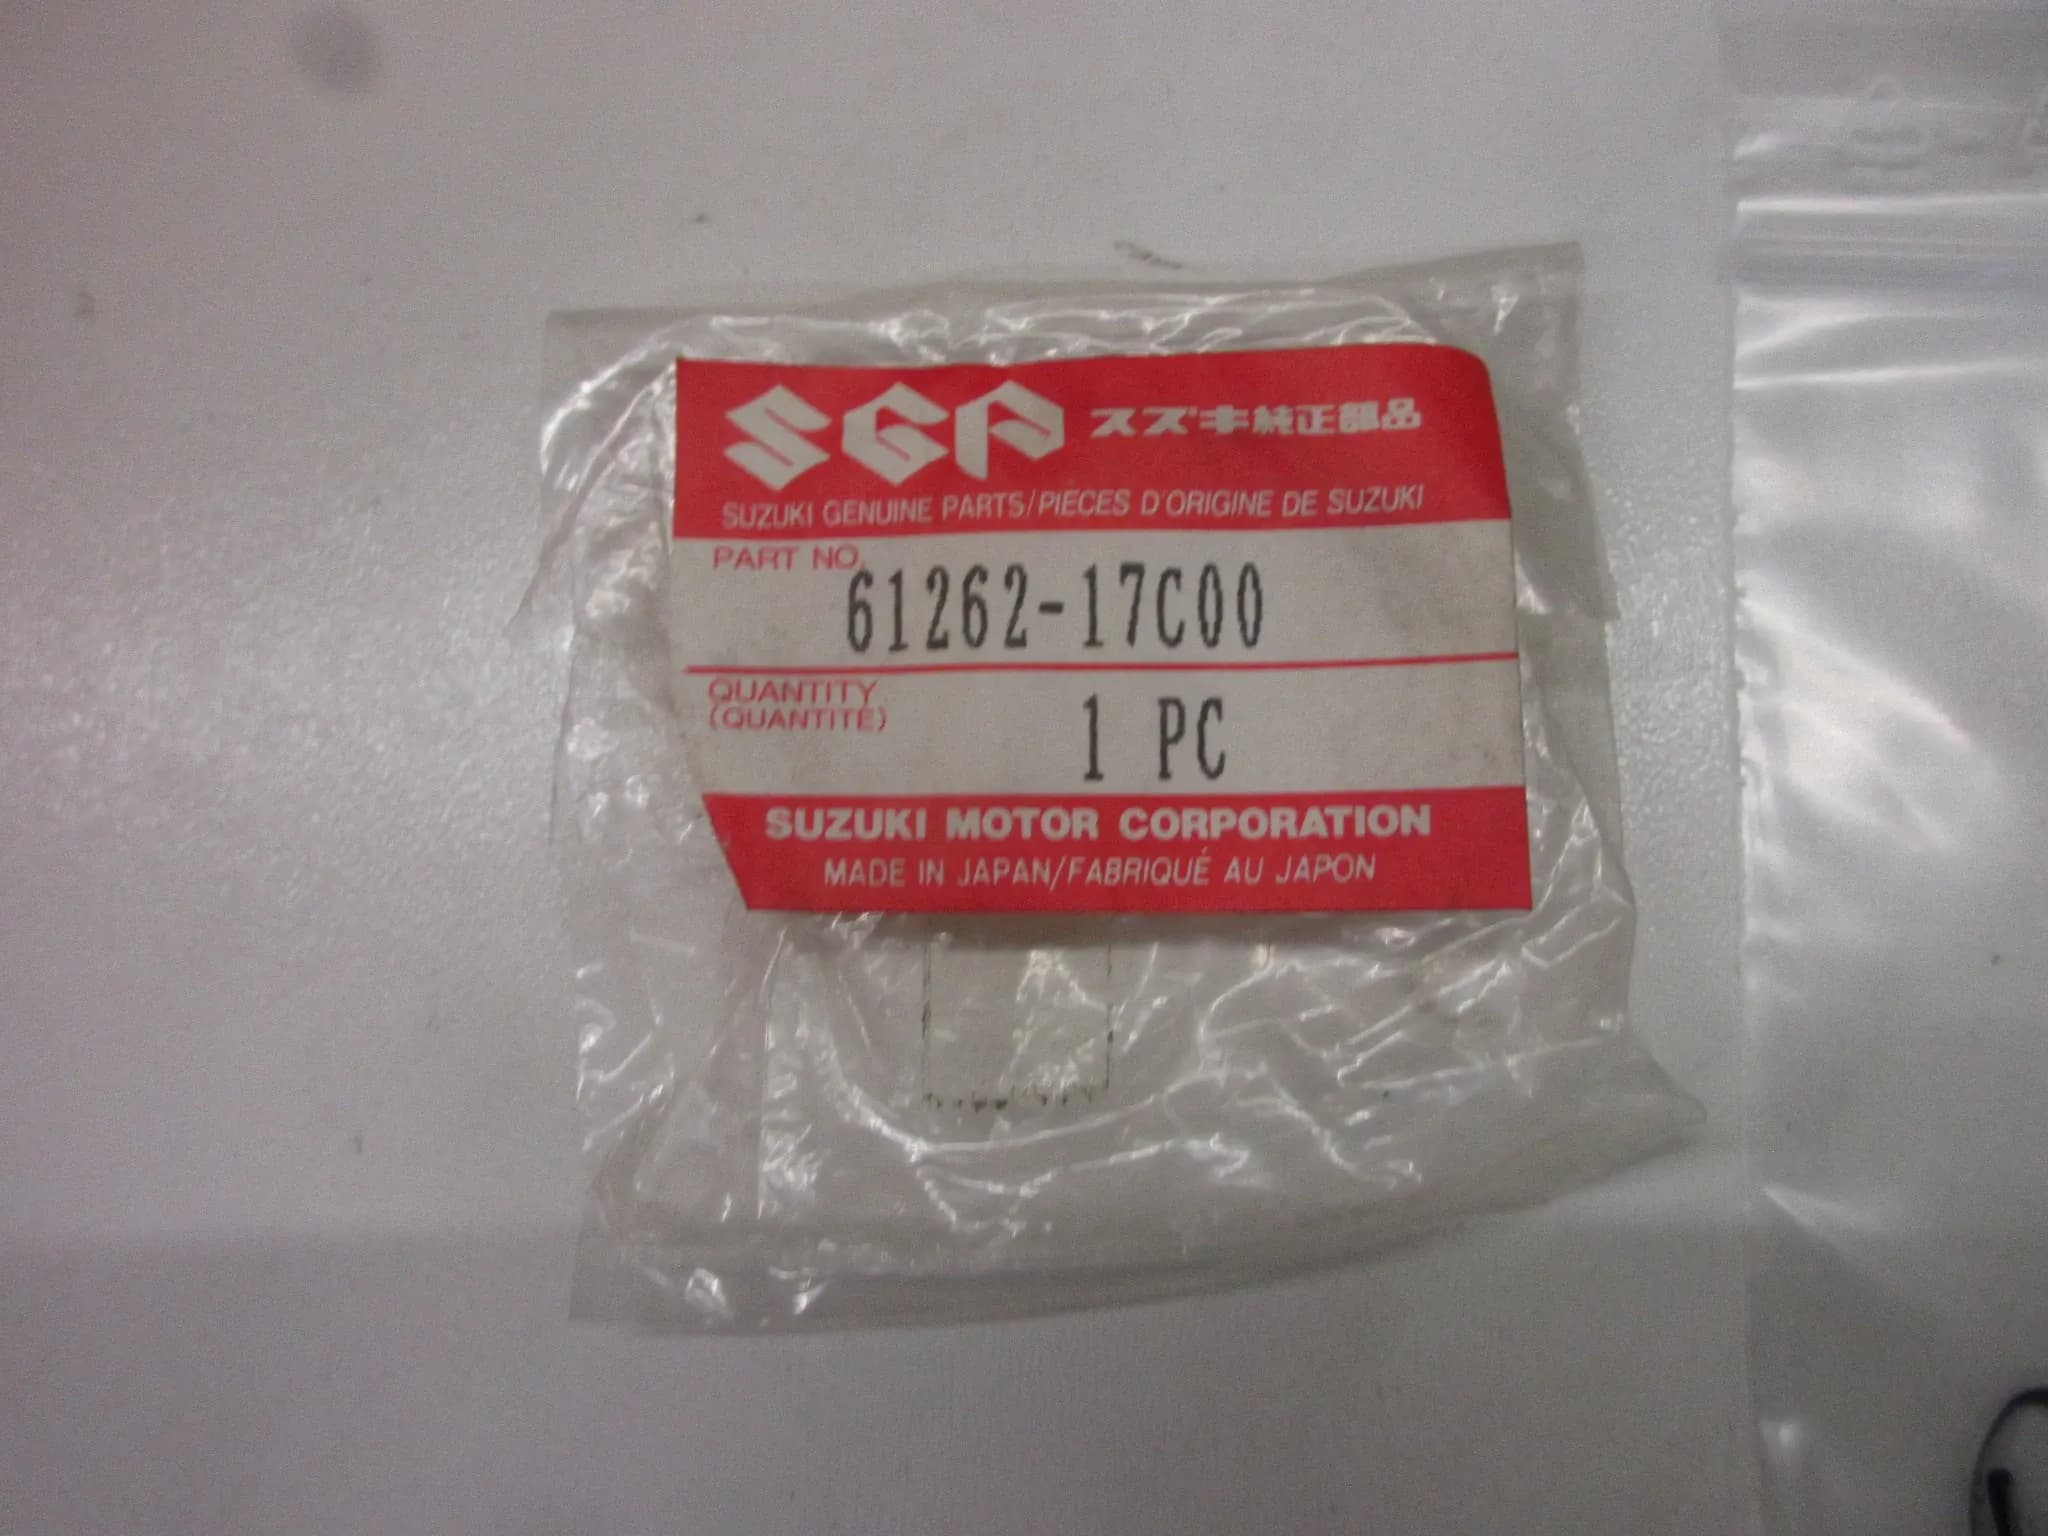 SGP スズキ純正部品
SUZUKI GENUINE PARTS/PIECES D'ORIGINE DE SUZUKI
PART NO.
61262-17C00
QUANTITY
(QUANTITÉ)
1 PC
SUZUKI MOTOR CORPORATION
MADE IN JAPAN/FABRIQUÉ AU JAPON